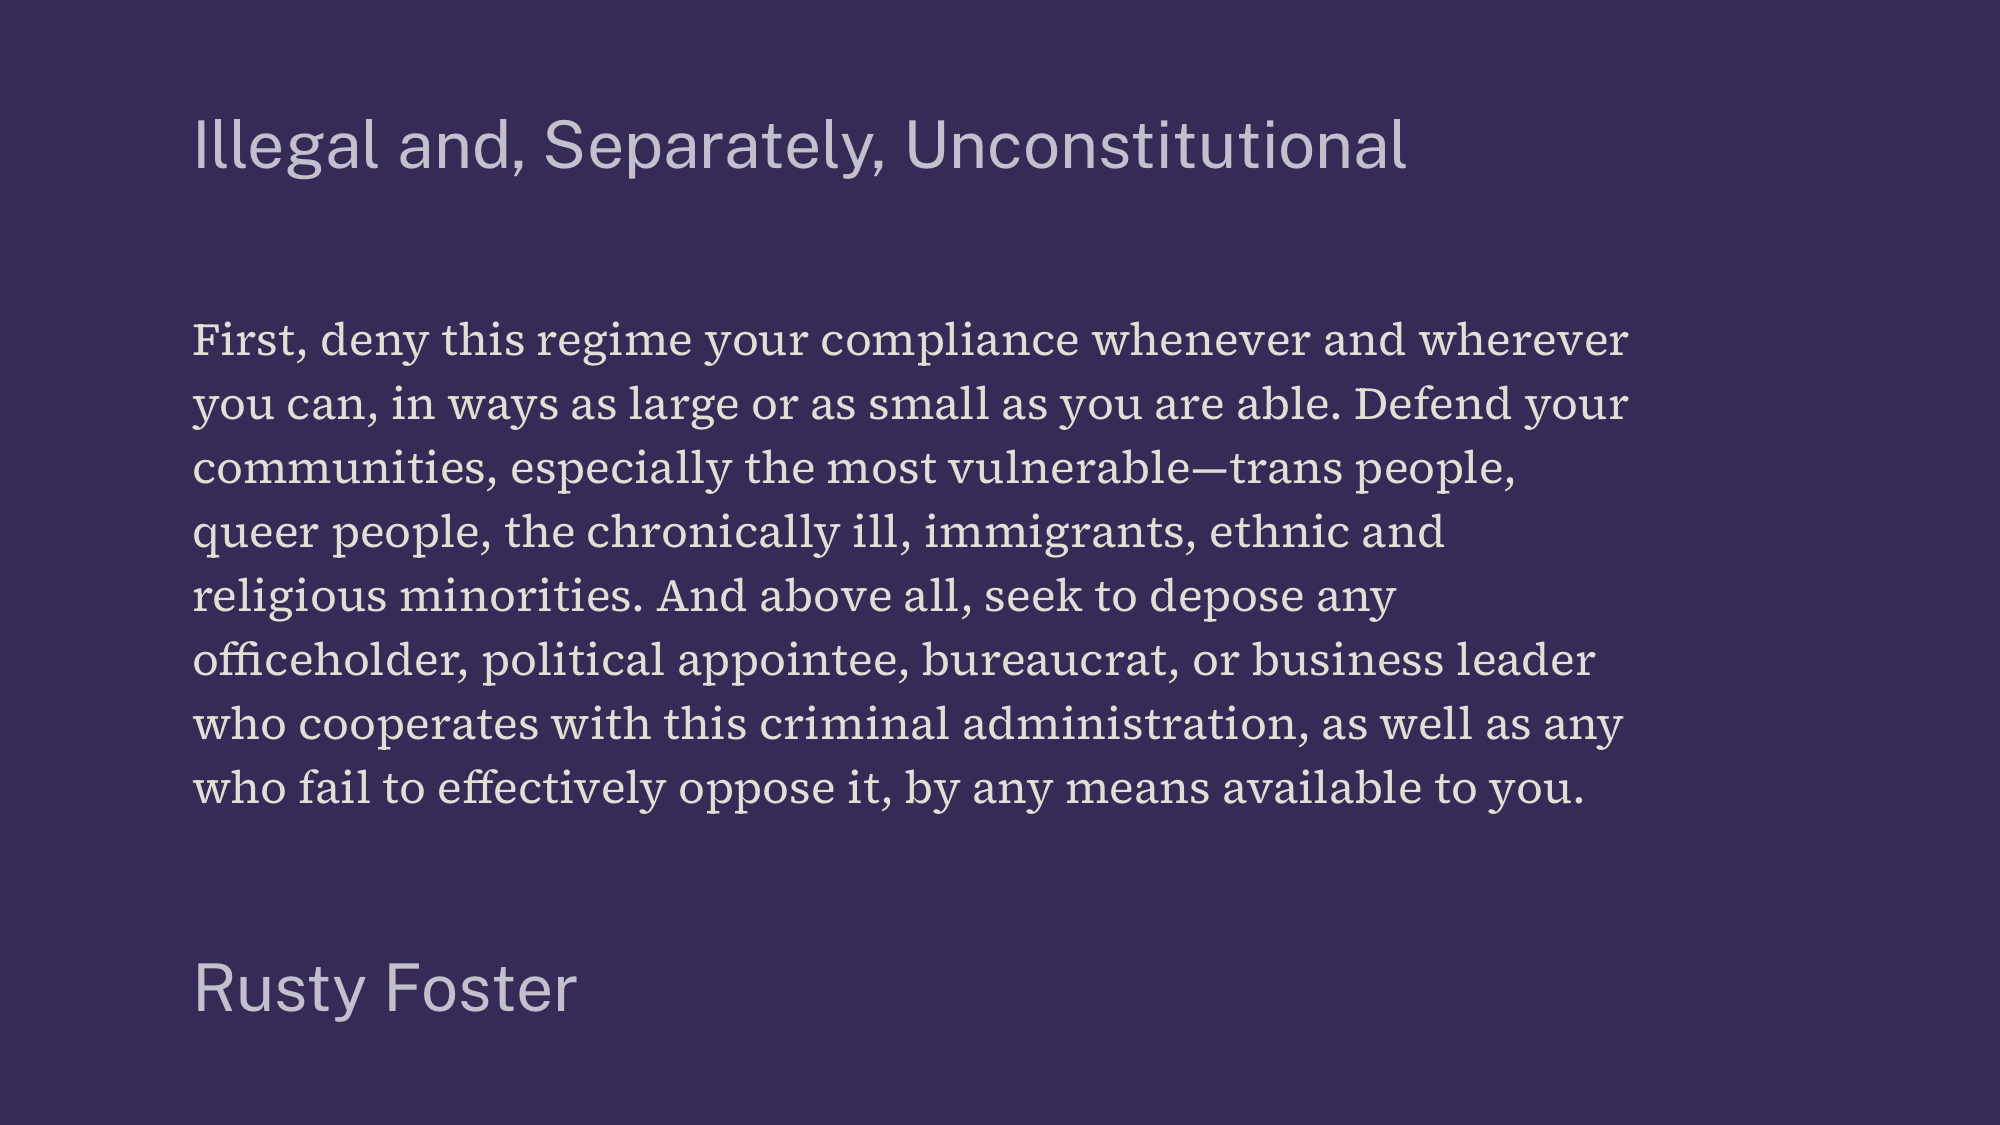 Illegal and, Separately, Unconstitutional
First, deny this regime your compliance whenever and wherever
you can, in ways as large or as small as you are able. Defend your
communities, especially the most vulnerable—trans people,
queer people, the chronically ill, immigrants, ethnic and
religious minorities. And above all, seek to depose any
officeholder, political appointee, bureaucrat, or business leader
who cooperates with this criminal administration, as well as any
who fail to effectively oppose it, by any means available to you.
Rusty Foster